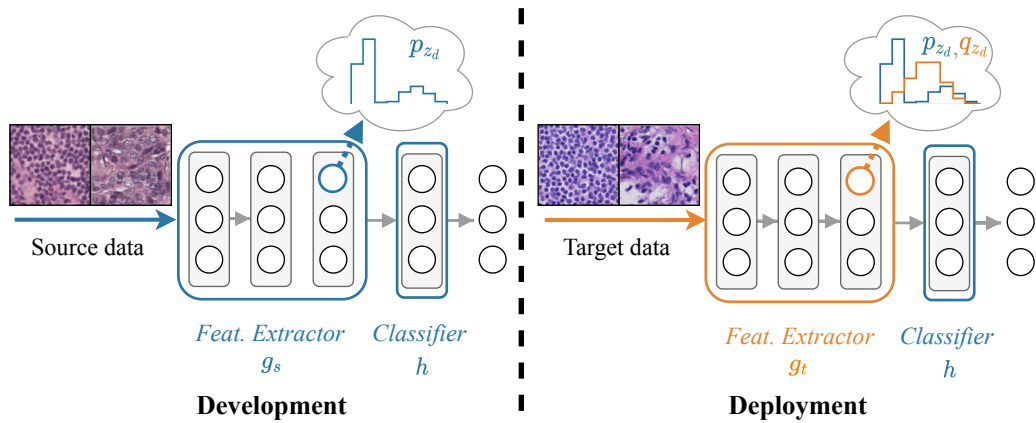 p_{z_d}
Source data
Feat. Extractor
g_s
Classifier
h
Development
p_{z_d}, q_{z_d}
Target data
Feat. Extractor
g_t
Classifier
h
Deployment